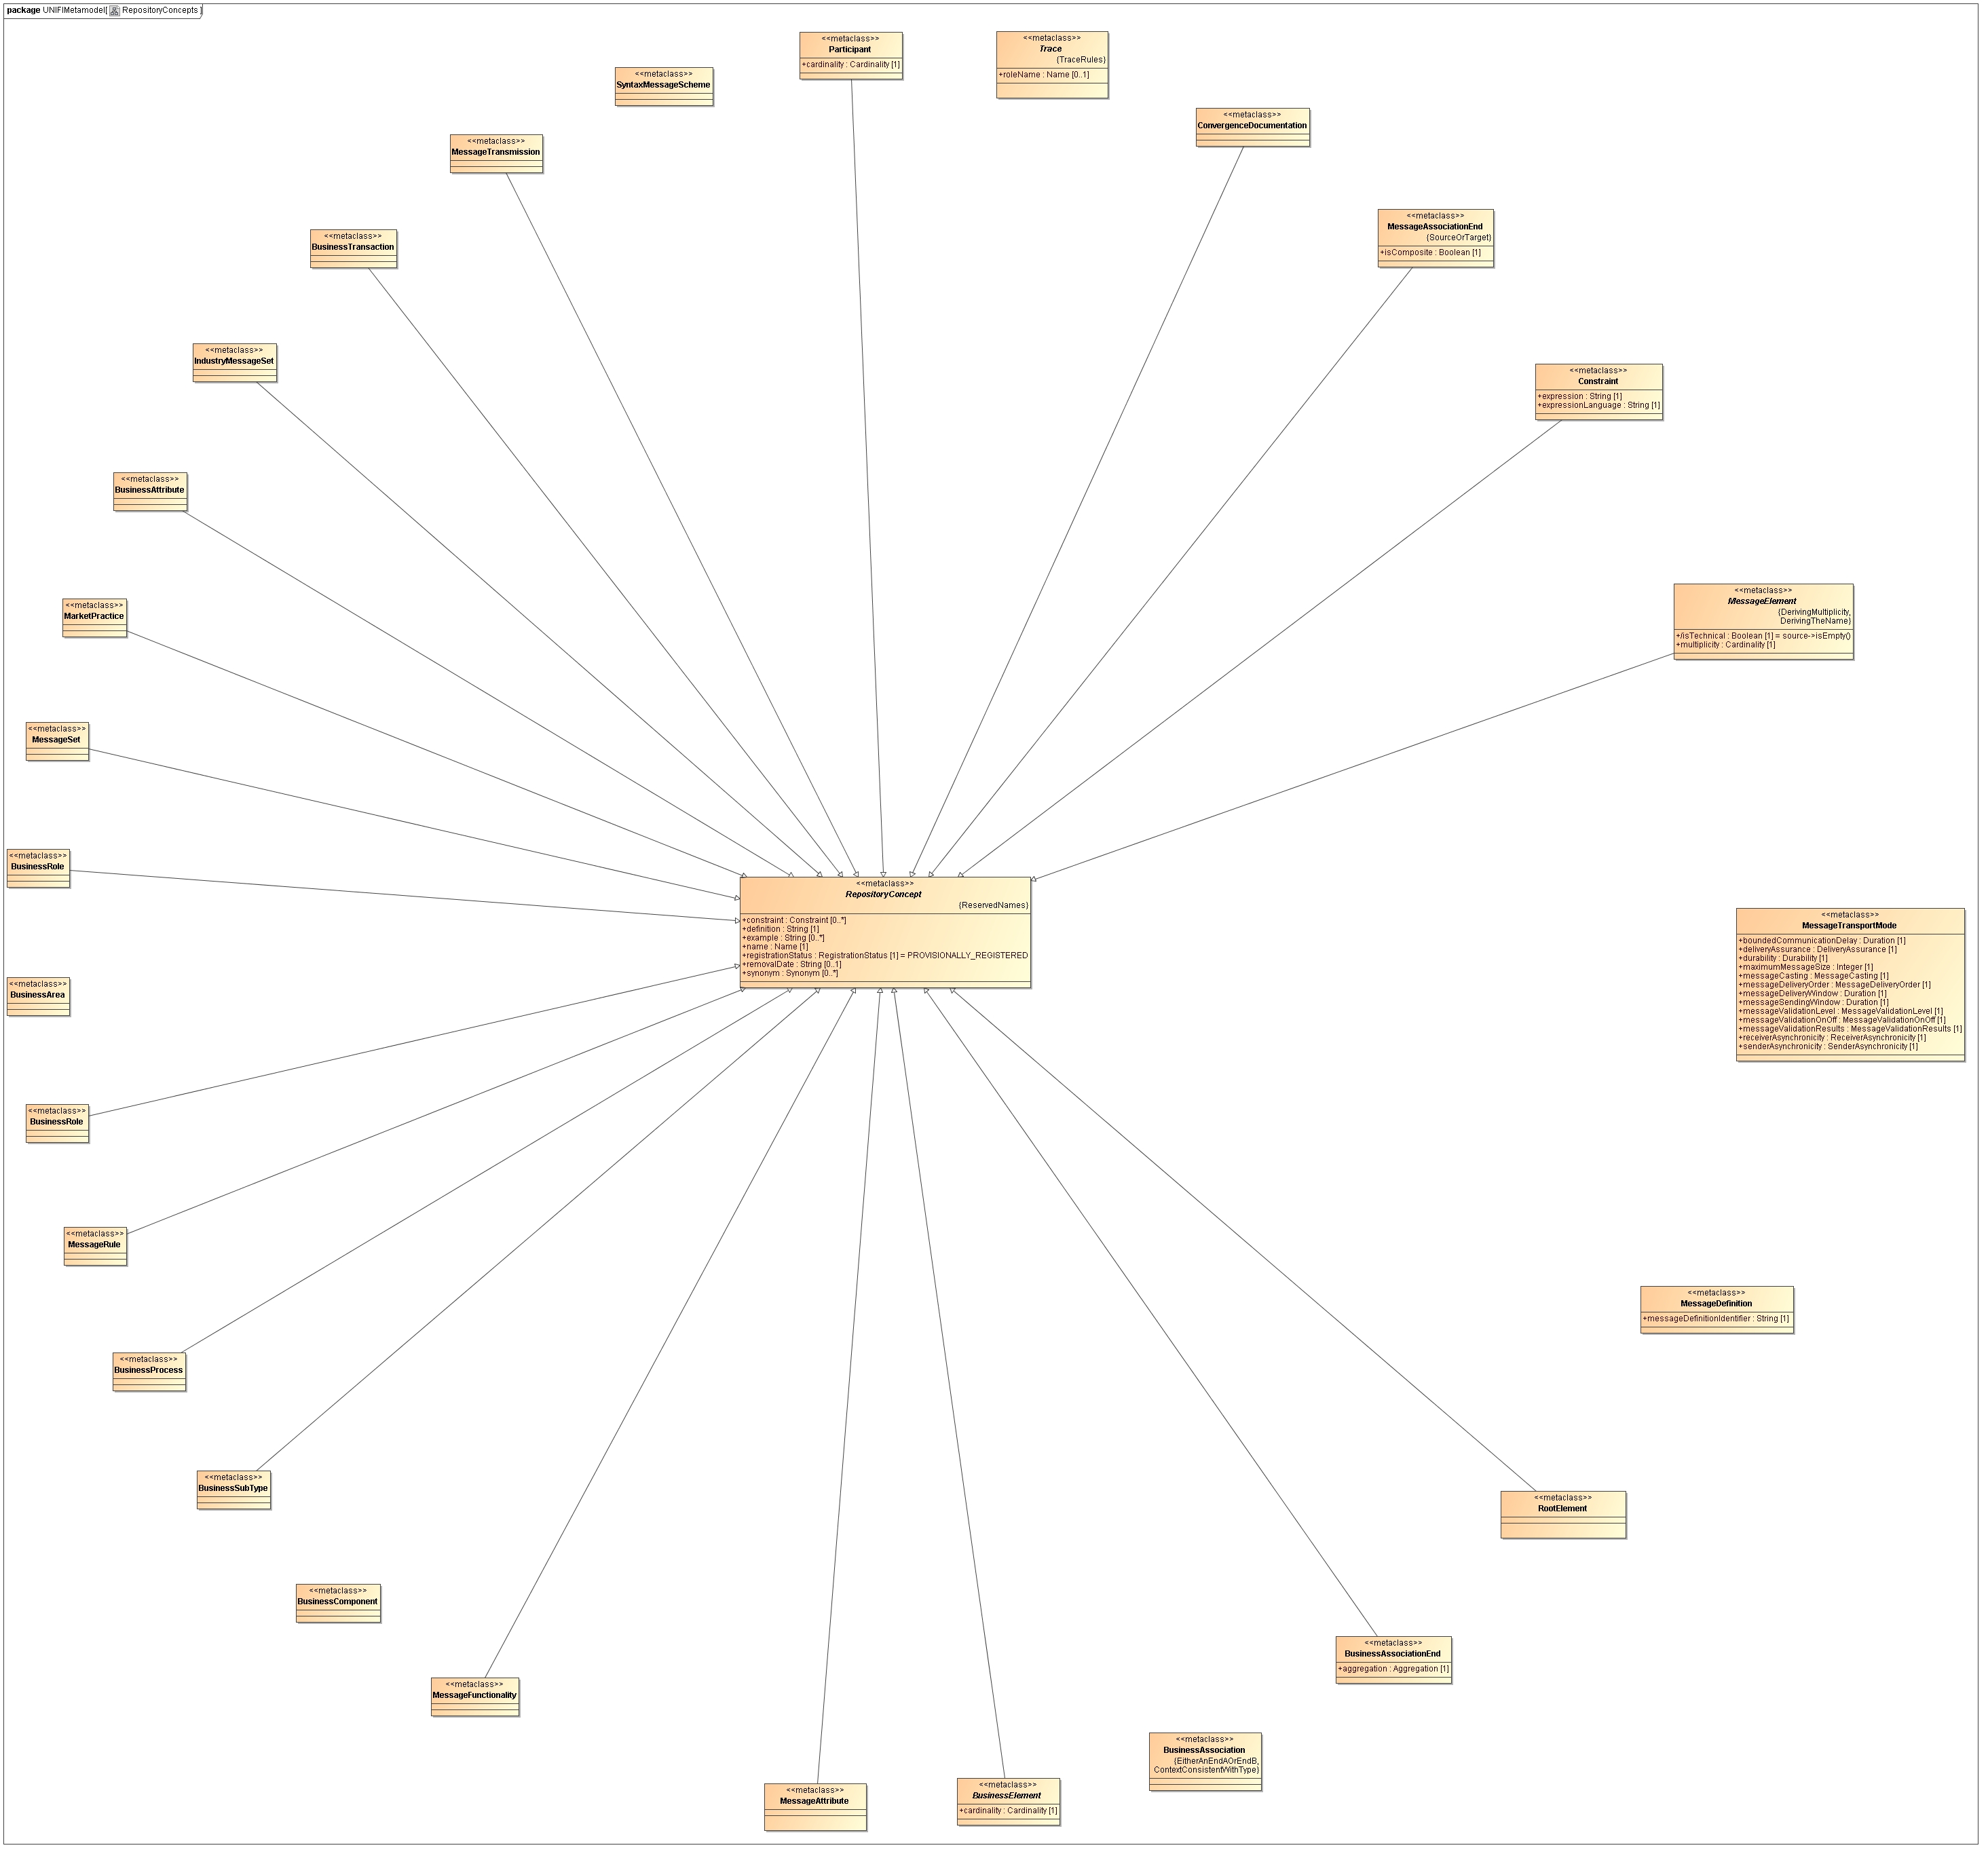 package UNIFIMetamodel[ RepositoryConcepts ]
<<metaclass>>
Participant
+cardinality : Cardinality [1]
<<metaclass>>
Trace
{TraceRules}
+roleName : Name [0..1]
<<metaclass>>
SyntaxMessageScheme
<<metaclass>>
ConvergenceDocumentation
<<metaclass>>
MessageTransmission
<<metaclass>>
MessageAssociationEnd
{SourceOrTarget}
+isComposite : Boolean [1]
<<metaclass>>
BusinessTransaction
<<metaclass>>
IndustryMessageSet
<<metaclass>>
Constraint
+expression : String [1]
+expressionLanguage : String [1]
<<metaclass>>
BusinessAttribute
<<metaclass>>
MessageElement
{DerivingMultiplicity,
DerivingTheName}
+/isTechnical : Boolean [1] = source->isEmpty()
+multiplicity : Cardinality [1]
<<metaclass>>
MarketPractice
<<metaclass>>
MessageSet
<<metaclass>>
BusinessRole
<<metaclass>>
RepositoryConcept
{ReservedNames}
+constraint : Constraint [0..*]
+definition : String [1]
+example : String [0..*]
+name : Name [1]
+registrationStatus : RegistrationStatus [1] = PROVISIONALLY_REGISTERED
+removalDate : String [0..1]
+synonym : Synonym [0..*]
<<metaclass>>
MessageTransportMode
+boundedCommunicationDelay : Duration [1]
+deliveryAssurance : DeliveryAssurance [1]
+durability : Durability [1]
+maximumMessageSize : Integer [1]
+messageCasting : MessageCasting [1]
+messageDeliveryOrder : MessageDeliveryOrder [1]
+messageDeliveryWindow : Duration [1]
+messageSendingWindow : Duration [1]
+messageValidationLevel : MessageValidationLevel [1]
+messageValidationOnOff : MessageValidationOnOff [1]
+messageValidationResults : MessageValidationResults [1]
+receiverAsynchronicity : ReceiverAsynchronicity [1]
+senderAsynchronicity : SenderAsynchronicity [1]
<<metaclass>>
BusinessArea
<<metaclass>>
BusinessRole
<<metaclass>>
MessageRule
<<metaclass>>
MessageDefinition
+messageDefinitionIdentifier : String [1]
<<metaclass>>
BusinessProcess
<<metaclass>>
BusinessSubType
<<metaclass>>
RootElement
<<metaclass>>
BusinessComponent
<<metaclass>>
BusinessAssociationEnd
+aggregation : Aggregation [1]
<<metaclass>>
MessageFunctionality
<<metaclass>>
BusinessAssociation
{EitherAnEndAOrEndB,
ContextConsistentWithType}
<<metaclass>>
MessageAttribute
<<metaclass>>
BusinessElement
+cardinality : Cardinality [1]